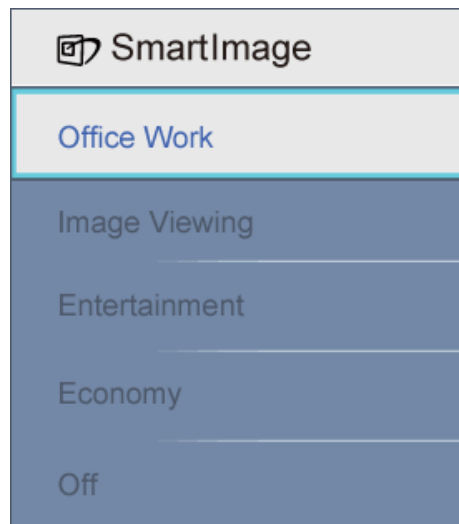 SmartImage
Office Work
Image Viewing
Entertainment
Economy
Off